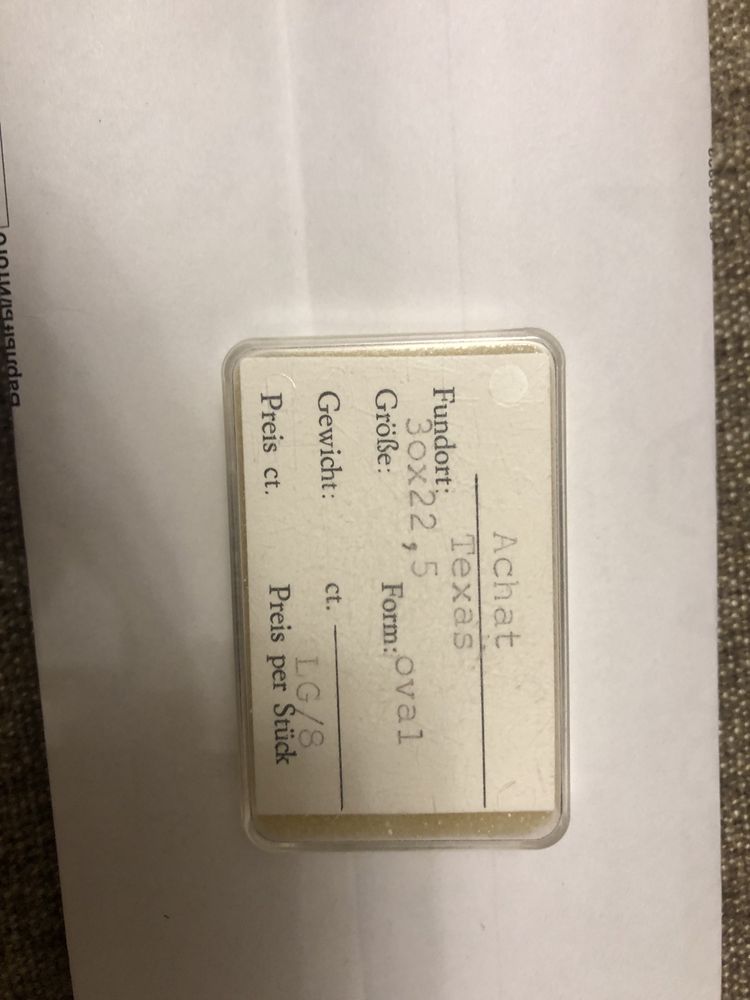 Achat
Fundort: Texas
Größe: 30x22,5 Form: oval
Gewicht: ct.
LG/8
Preis ct. Preis per Stück